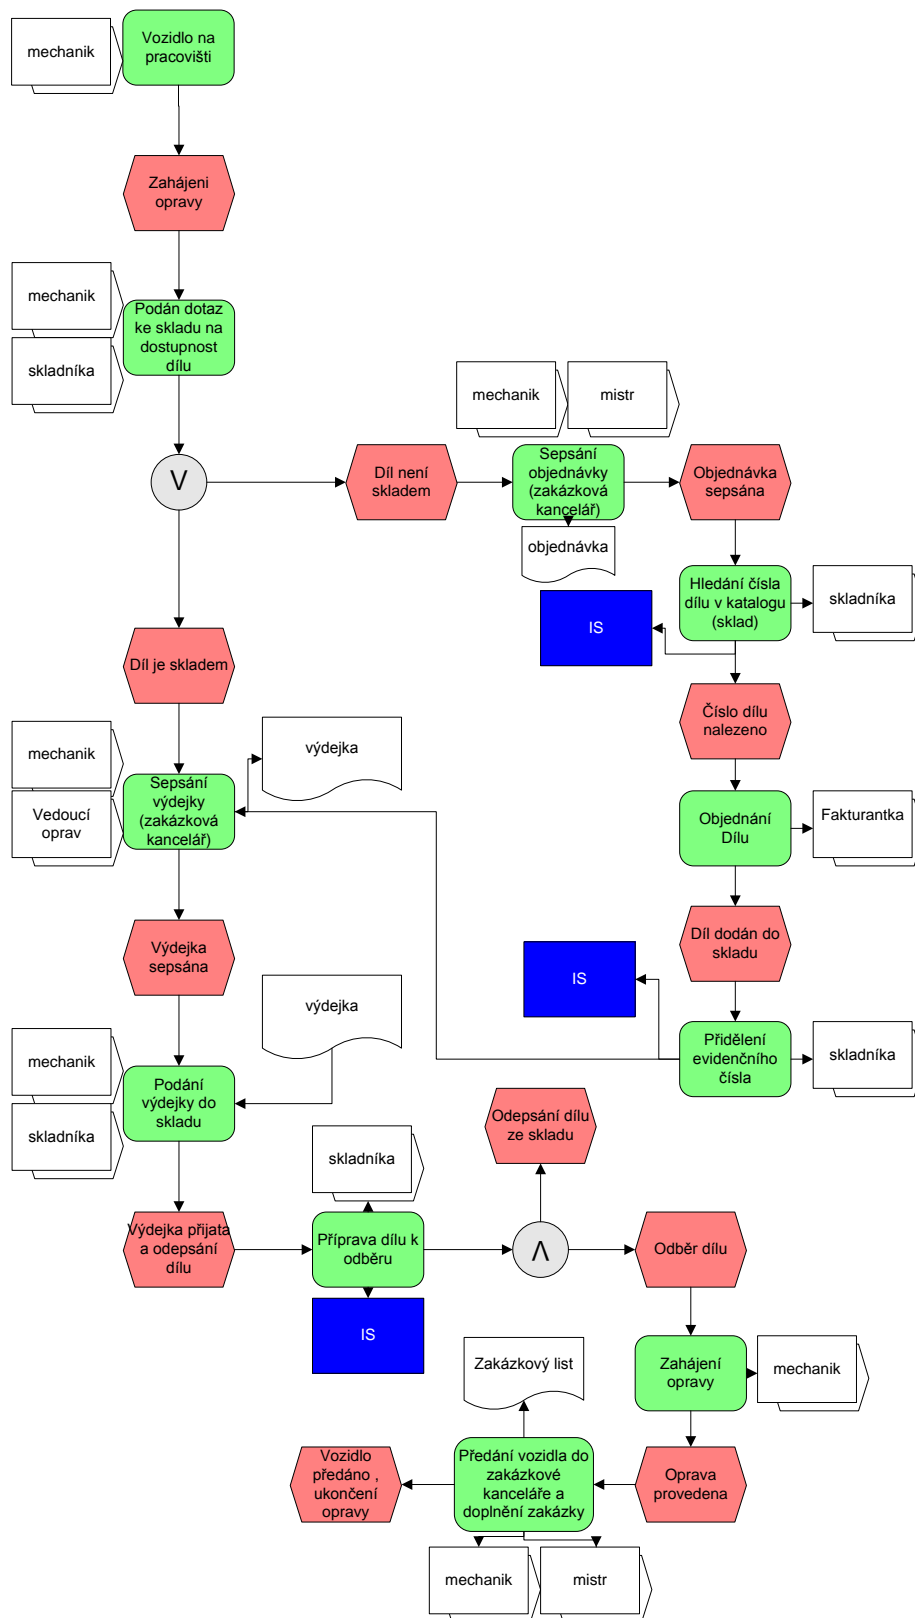 mechanik
Vozidlo na
pracovišti
Zahájeni
opravy
mechanik
skladníka
Podán dotaz
ke skladu na
dostupnost
dílu
V
Díl není
skladem
mechanik
mistr
Sepsání
objednávky
(zakázková
kancelář)
objednávka
Objednávka
sepsána
Hledání čísla
dílu v katalogu
(sklad)
skladníka
IS
Číslo dílu
nalezeno
Objednání
Dílu
Fakturantka
Díl dodán do
skladu
IS
Přidělení
evidenčního
čísla
skladníka
Díl je skladem
mechanik
Vedoucí
oprav
Sepsání
výdejky
(zakázková
kancelář)
výdejka
Výdejka
sepsána
výdejka
mechanik
skladníka
Podání
výdejky do
skladu
Výdejka přijata
a odepsání
dílu
skladníka
Příprava dílu k
odběru
IS
Odepsání dílu
ze skladu
Λ
Odběr dílu
Zahájení
opravy
mechanik
Oprava
provedena
Zakázkový list
Předání vozidla do
zakázkové
kanceláře a
doplnění zakázky
mechanik
mistr
Vozidlo
předáno ,
ukončení
opravy